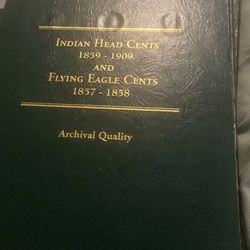 Indian Head Cents
1859 - 1909
and
Flying Eagle Cents
1857 - 1858
Archival Quality